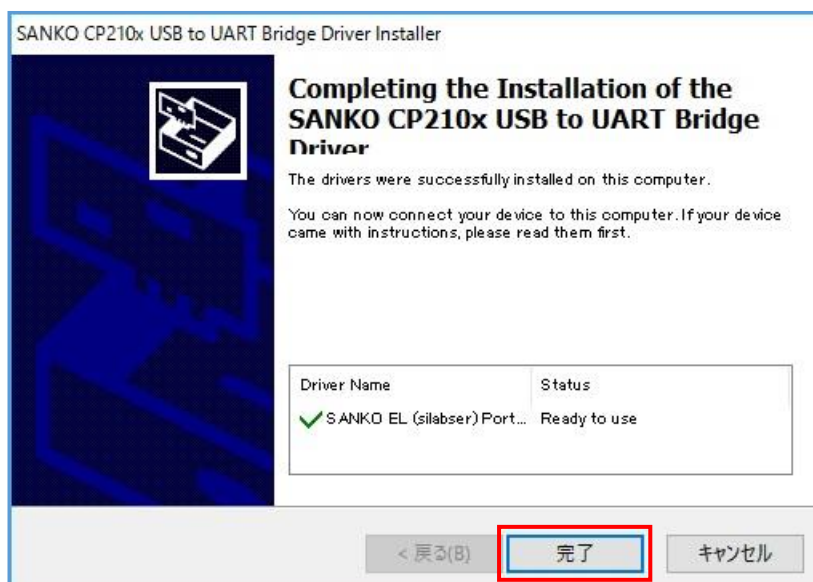 SANKO CP210x USB to UART Bridge Driver Installer
Completing the Installation of the
SANKO CP210x USB to UART Bridge
Driver
The drivers were successfully installed on this computer.
You can now connect your device to this computer. If your device
came with instructions, please read them first.
Driver Name Status
SANKO EL (silabser) Port... Ready to use
< 戻る(B) 完了 キャンセル